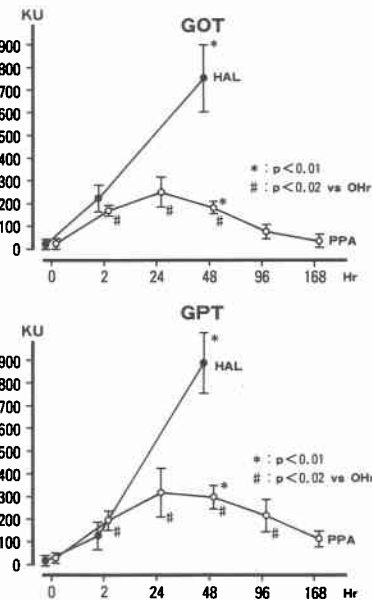 GOT
KU
900
800
700
600
500
400
300
200
100
0
*
HAL
* : p<0.01
# : p<0.02 vs OHr
#
#
*
#
PPA
0 2 24 48 96 168 Hr
GPT
KU
900
800
700
600
500
400
300
200
100
0
*
HAL
* : p<0.01
# : p<0.02 vs OHr
#
#
*
#
#
PPA
0 2 24 48 96 168 Hr